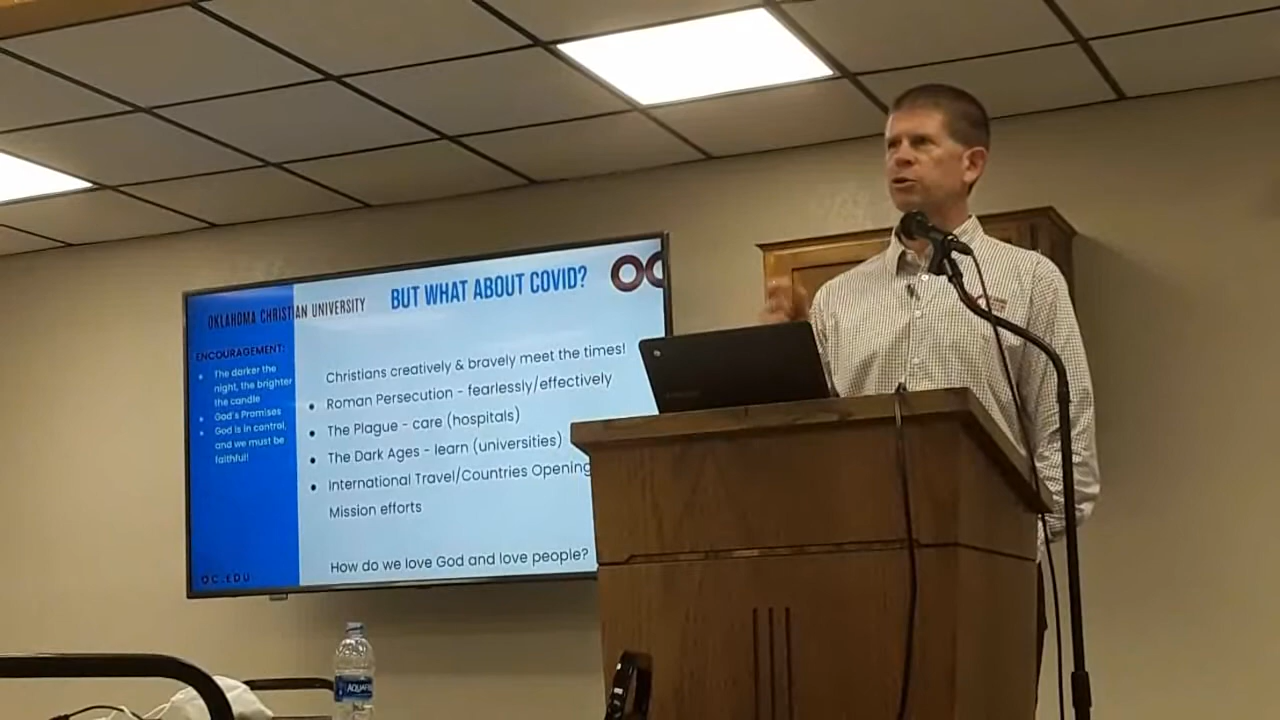 OKLAHOMA CHRISTIAN UNIVERSITY
BUT WHAT ABOUT COVID?
OC
ENCOURAGEMENT:
• The darker the
night, the brighter
the candle
• God's Promises
• God is in control,
and we must be
faithful!
OC.EDU
Christians creatively & bravely meet the times!
• Roman Persecution - fearlessly/effectively
• The Plague - care (hospitals)
• The Dark Ages - learn (universities)
• International Travel/Countries Opening
Mission efforts
How do we love God and love people?
AQUAFI